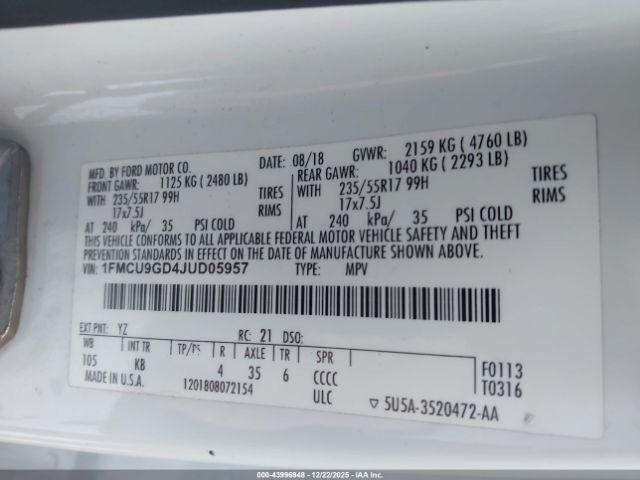 MFD. BY FORD MOTOR CO. DATE: 08/18 GVWR: 2159 KG ( 4760 LB)
FRONT GAWR: 1125 KG ( 2480 LB) REAR GAWR: 1040 KG ( 2293 LB)
WITH 235/55R17 99H TIRES WITH 235/55R17 99H TIRES
17x7.5J RIMS 17x7.5J RIMS
AT 240 kPa/ 35 PSI COLD AT 240 kPa/ 35 PSI COLD
THIS VEHICLE CONFORMS TO ALL APPLICABLE FEDERAL MOTOR VEHICLE SAFETY AND THEFT
PREVENTION STANDARDS IN EFFECT ON THE DATE OF MANUFACTURE SHOWN ABOVE.
VIN: 1FMCU9GD4JUD05957 TYPE: MPV
EXT PNT: YZ RC: 21 DSO:
WB INT TR TP/PS R AXLE TR SPR
105 KB 4 35 6 CCCC
F0113
T0316
MADE IN U.S.A. 1201808072154 ULC
▽ 5U5A-3520472-AA
000-43996948 - 12/22/2025 - IAAI.COM